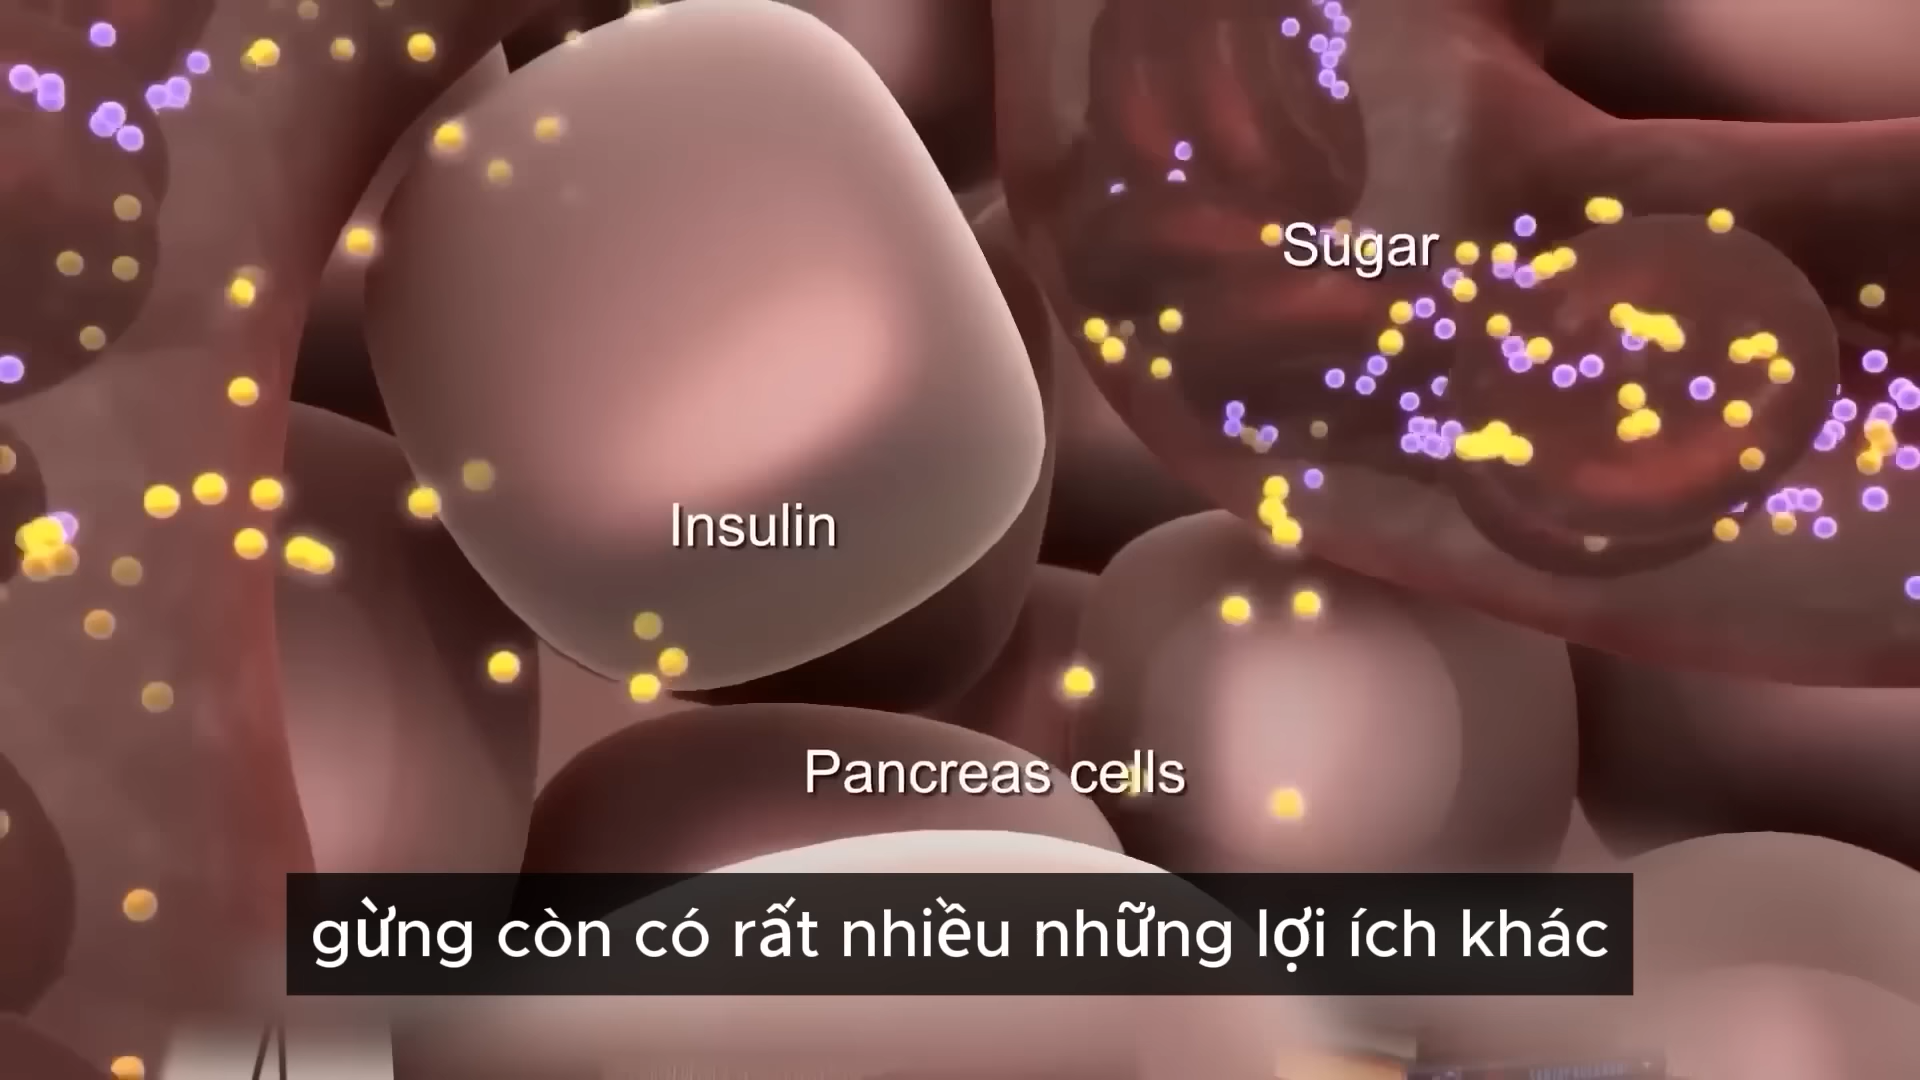 Sugar
Insulin
Pancreas cells
gừng còn có rất nhiều những lợi ích khác